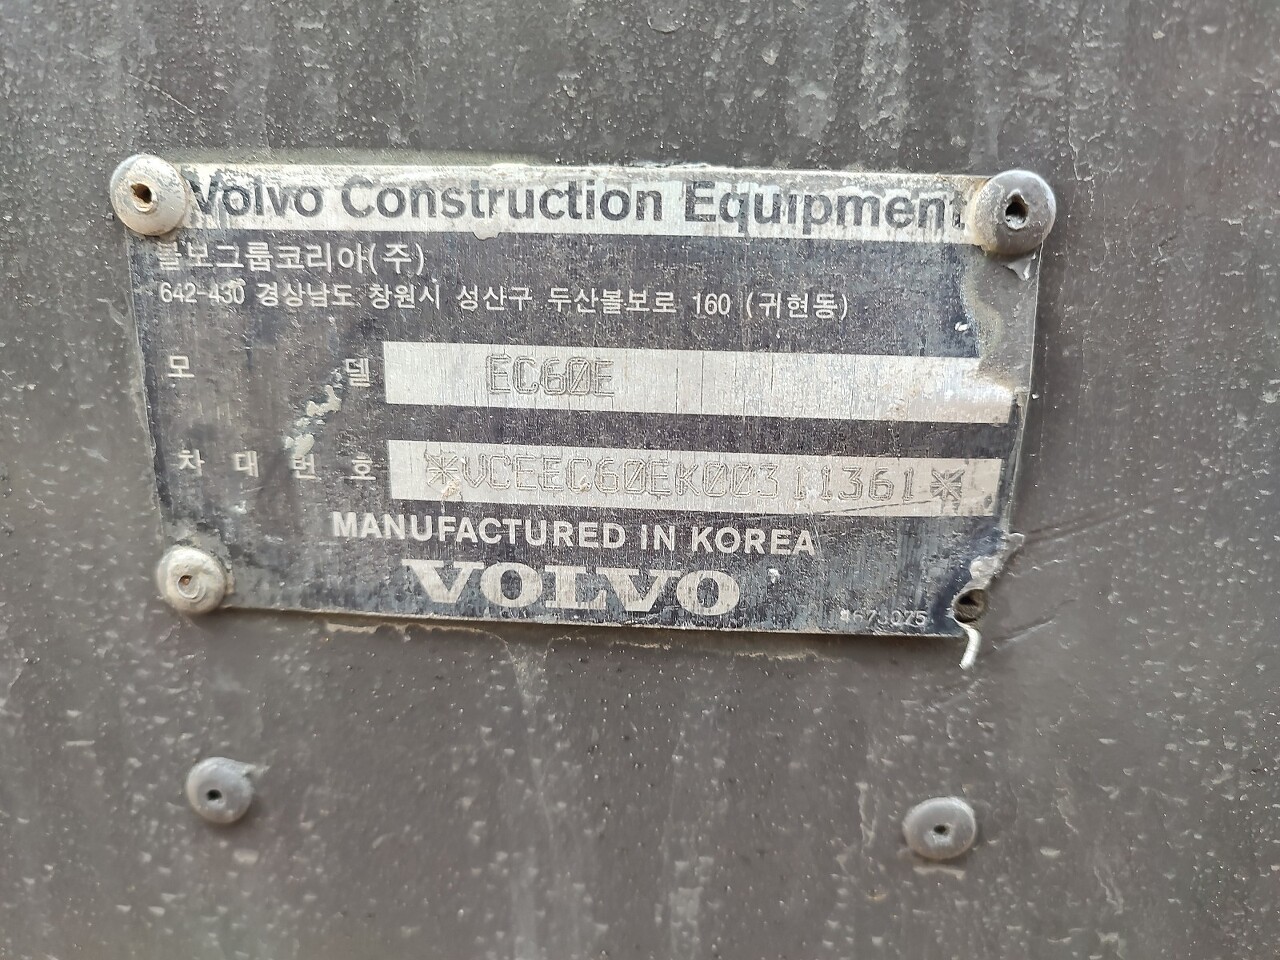 Volvo Construction Equipment
볼보그룹코리아(주)
642-430 경상남도 창원시 성산구 두산볼보로 160 (귀현동)
모 델 EC60E
차 대 번 호 *VCEEC60EK00311361*
MANUFACTURED IN KOREA
VOLVO